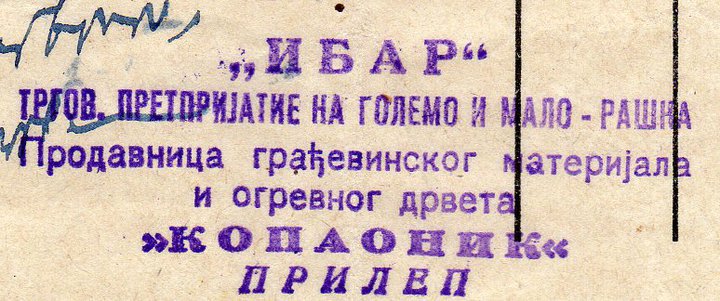 „ИБАР“
ТРГОВ. ПРЕТПРИЈАТИЕ НА ГОЛЕМО И МАЛО - РАШКА
Продавница грађевинског материјала
и огревног дрвета
»КОПАОНИК«
ПРИЛЕП